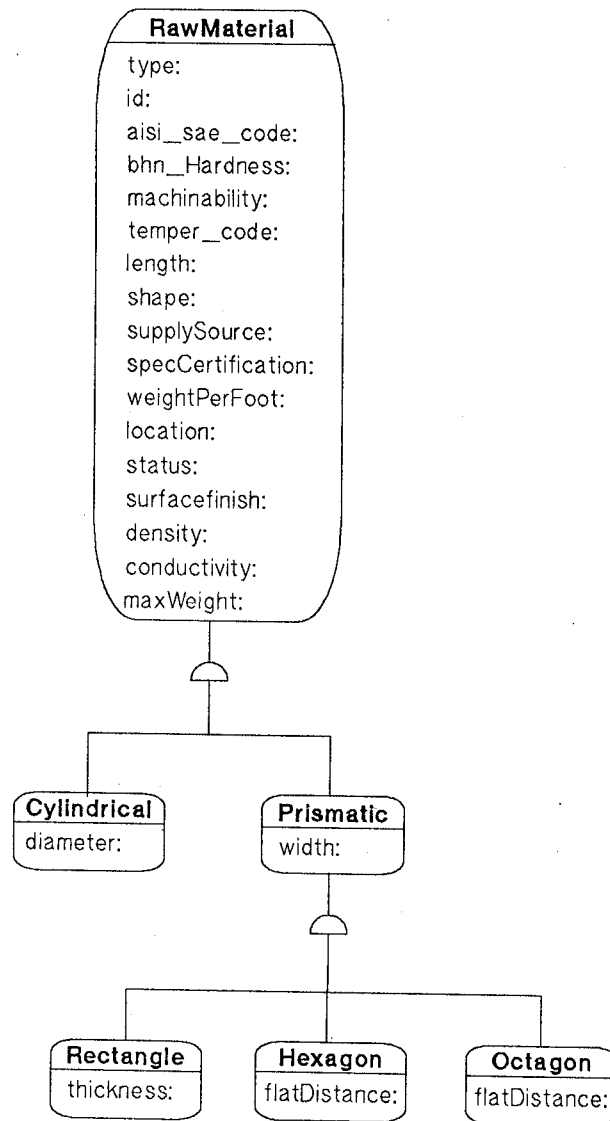 RawMaterial
type:
id:
aisi_sae_code:
bhn_Hardness:
machinability:
temper_code:
length:
shape:
supplySource:
specCertification:
weightPerFoot:
location:
status:
surfacefinish:
density:
conductivity:
maxWeight:
Cylindrical
diameter:
Prismatic
width:
Rectangle
thickness:
Hexagon
flatDistance:
Octagon
flatDistance: